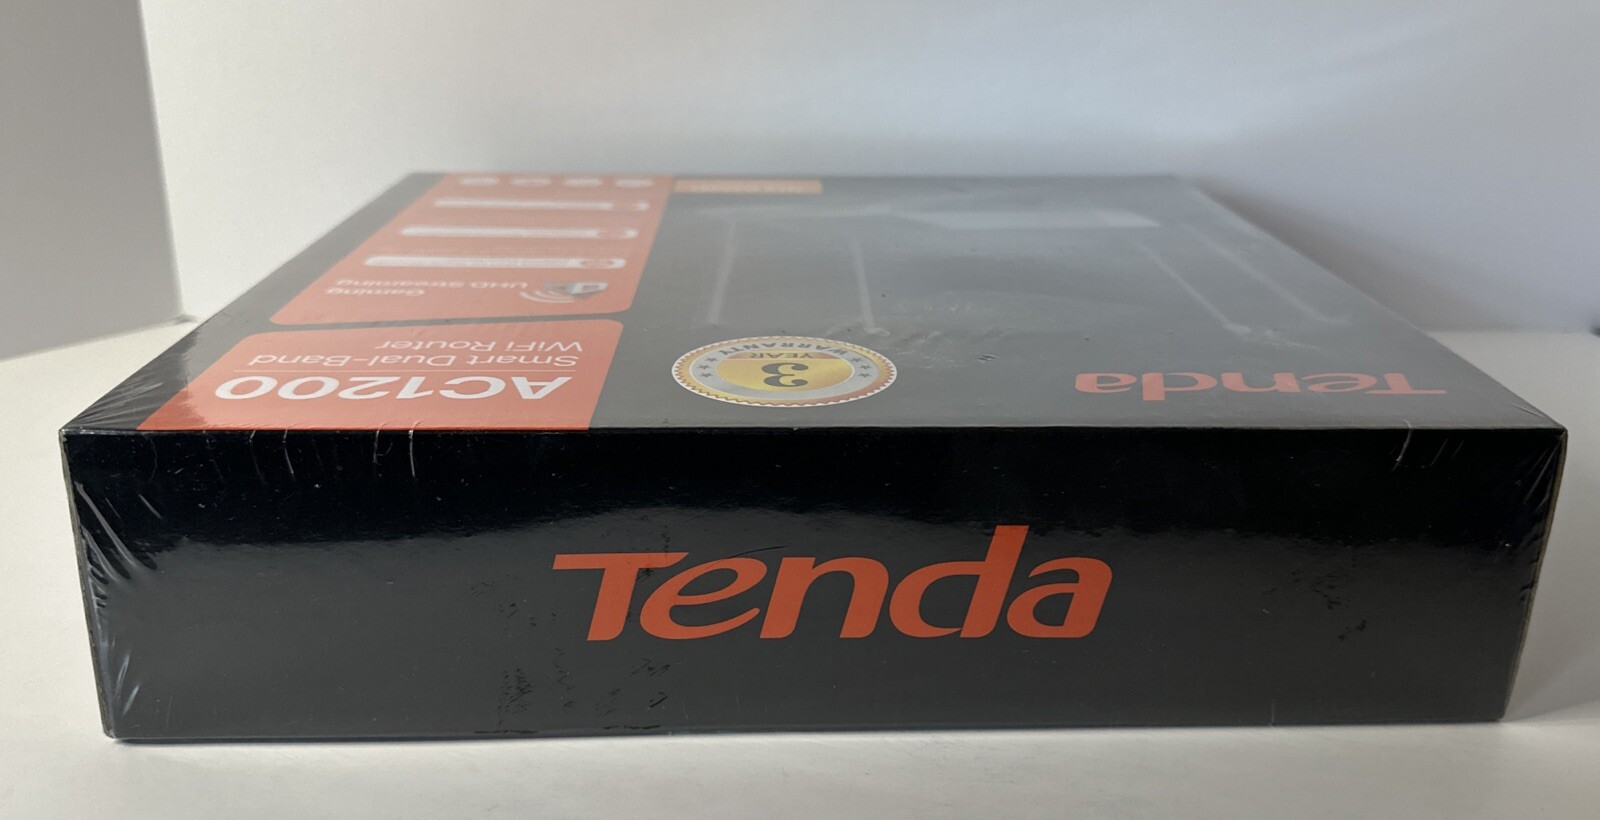 AC1200
Smart Dual-Band
WiFi Router
Gaming
UHD Streaming
3
YEAR
WARRANTY
Tenda
Tenda